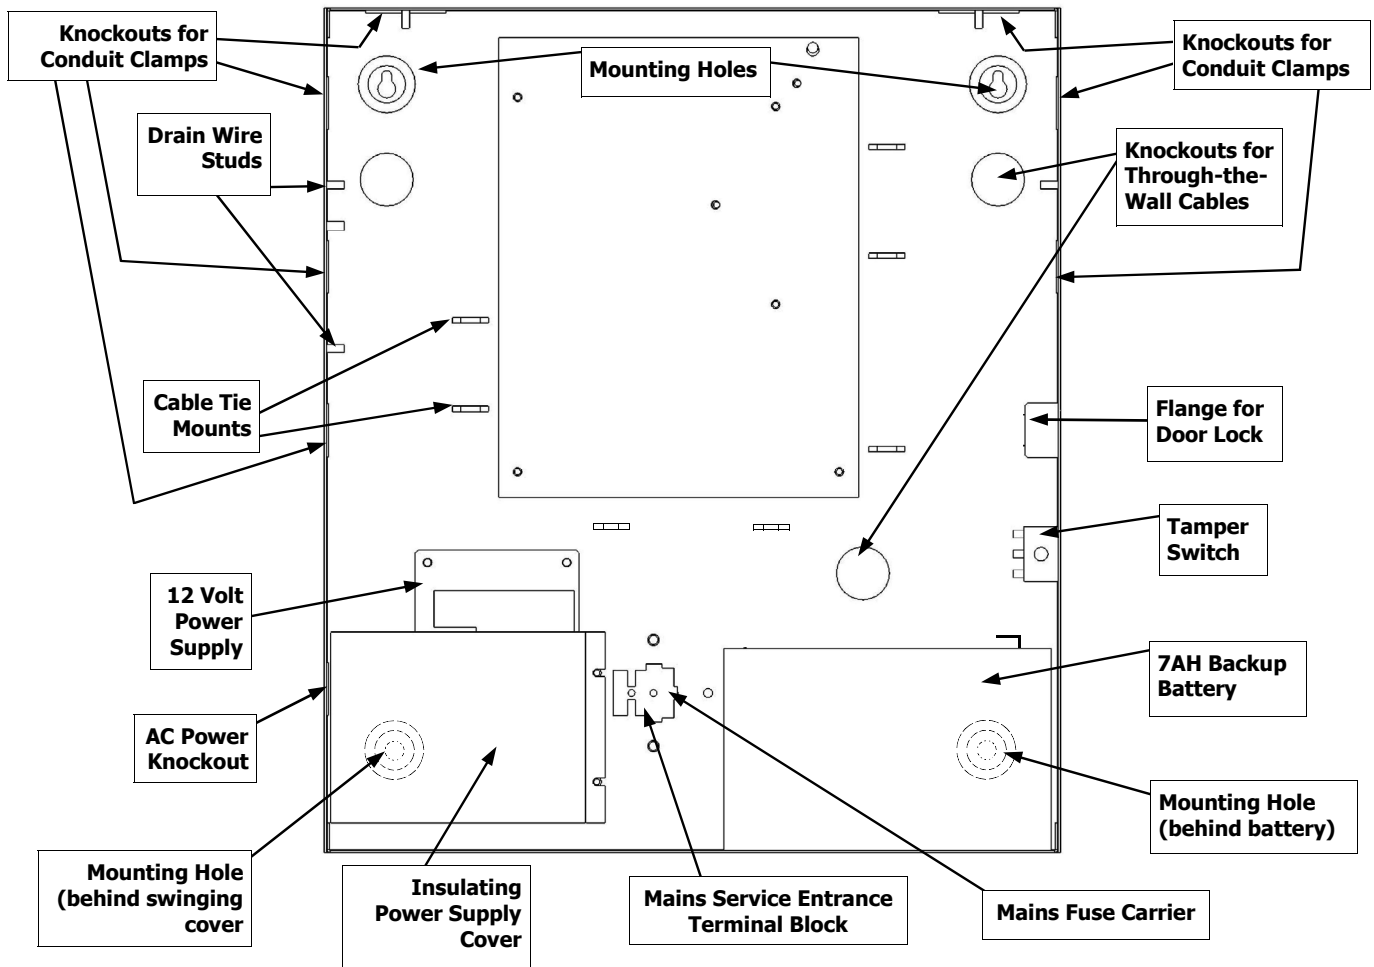 Knockouts for
Conduit Clamps
Mounting Holes
Knockouts for
Conduit Clamps
Drain Wire
Studs
Knockouts for
Through-the-
Wall Cables
Cable Tie
Mounts
Flange for
Door Lock
Tamper
Switch
12 Volt
Power
Supply
7AH Backup
Battery
AC Power
Knockout
Mounting Hole
(behind battery)
Mounting Hole
(behind swinging
cover
Insulating
Power Supply
Cover
Mains Service Entrance
Terminal Block
Mains Fuse Carrier